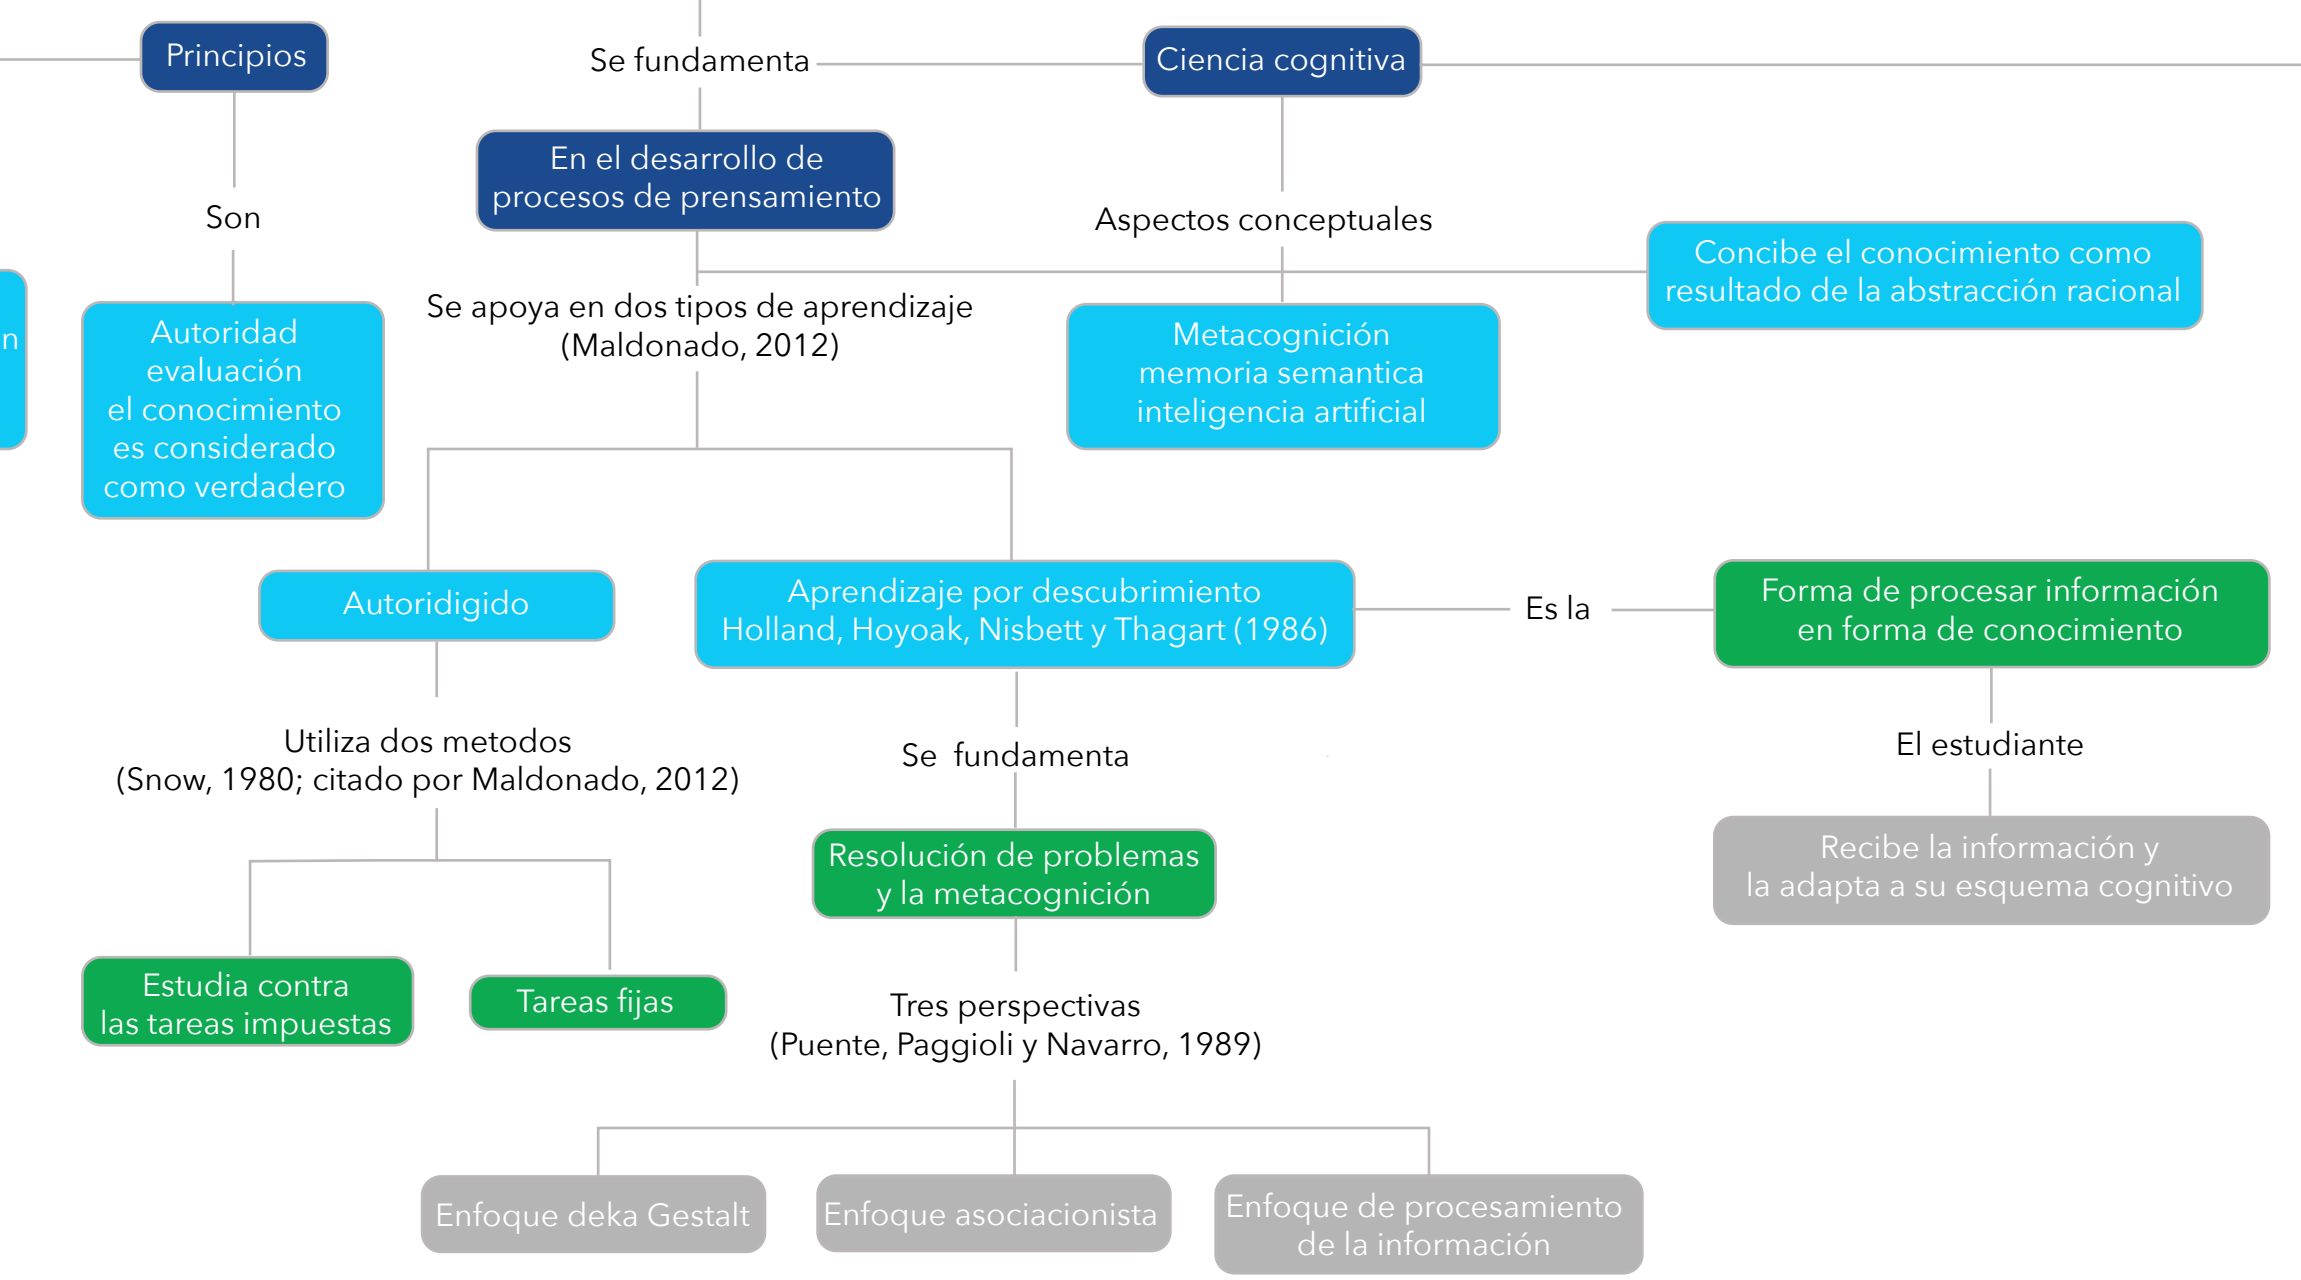 Principios
Se fundamenta
Ciencia cognitiva
En el desarrollo de
procesos de prensamiento
Son
Aspectos conceptuales
Concibe el conocimiento como
resultado de la abstracción racional
Se apoya en dos tipos de aprendizaje
(Maldonado, 2012)
n
Autoridad
evaluación
el conocimiento
es considerado
como verdadero
Metacognición
memoria semantica
inteligencia artificial
Autoridigido
Aprendizaje por descubrimiento
Holland, Hoyoak, Nisbett y Thagart (1986)
Es la
Forma de procesar información
en forma de conocimiento
Utiliza dos metodos
(Snow, 1980; citado por Maldonado, 2012)
Se fundamenta
El estudiante
Resolución de problemas
y la metacognición
Recibe la información y
la adapta a su esquema cognitivo
Estudia contra
las tareas impuestas
Tareas fijas
Tres perspectivas
(Puente, Paggioli y Navarro, 1989)
Enfoque deka Gestalt
Enfoque asociacionista
Enfoque de procesamiento
de la información